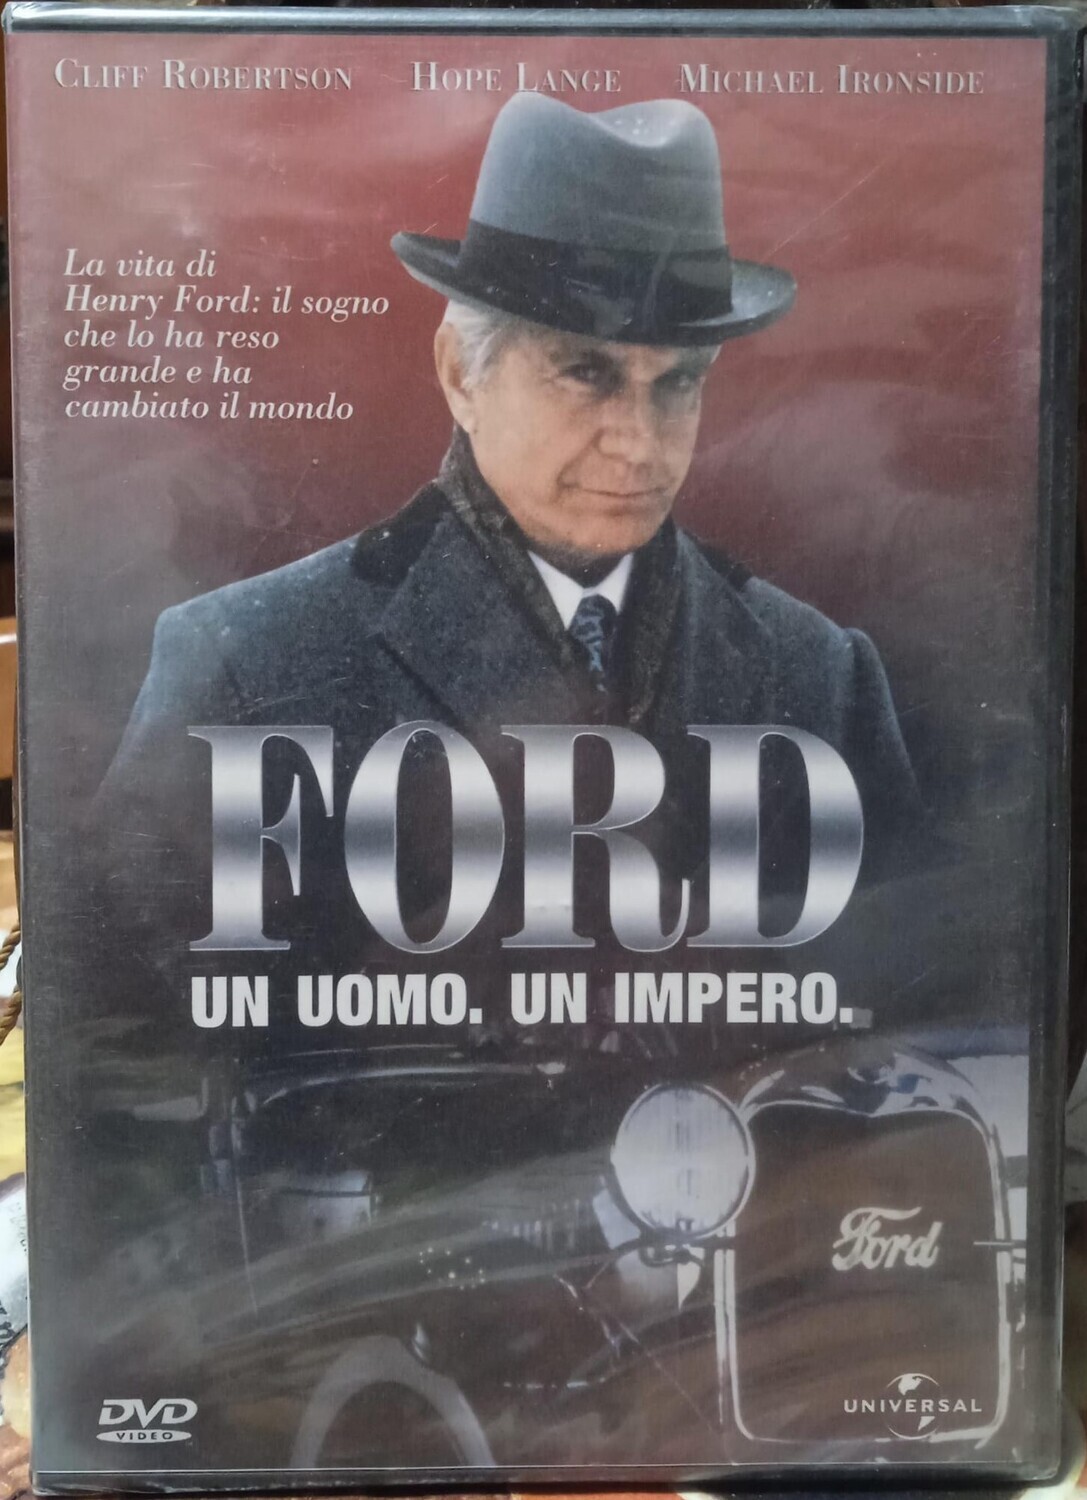 CLIFF ROBERTSON HOPE LANGE MICHAEL IRONSIDE
La vita di
Henry Ford: il sogno
che lo ha reso
grande e ha
cambiato il mondo
FORD
UN UOMO. UN IMPERO.
Ford
DVD
VIDEO
UNIVERSAL